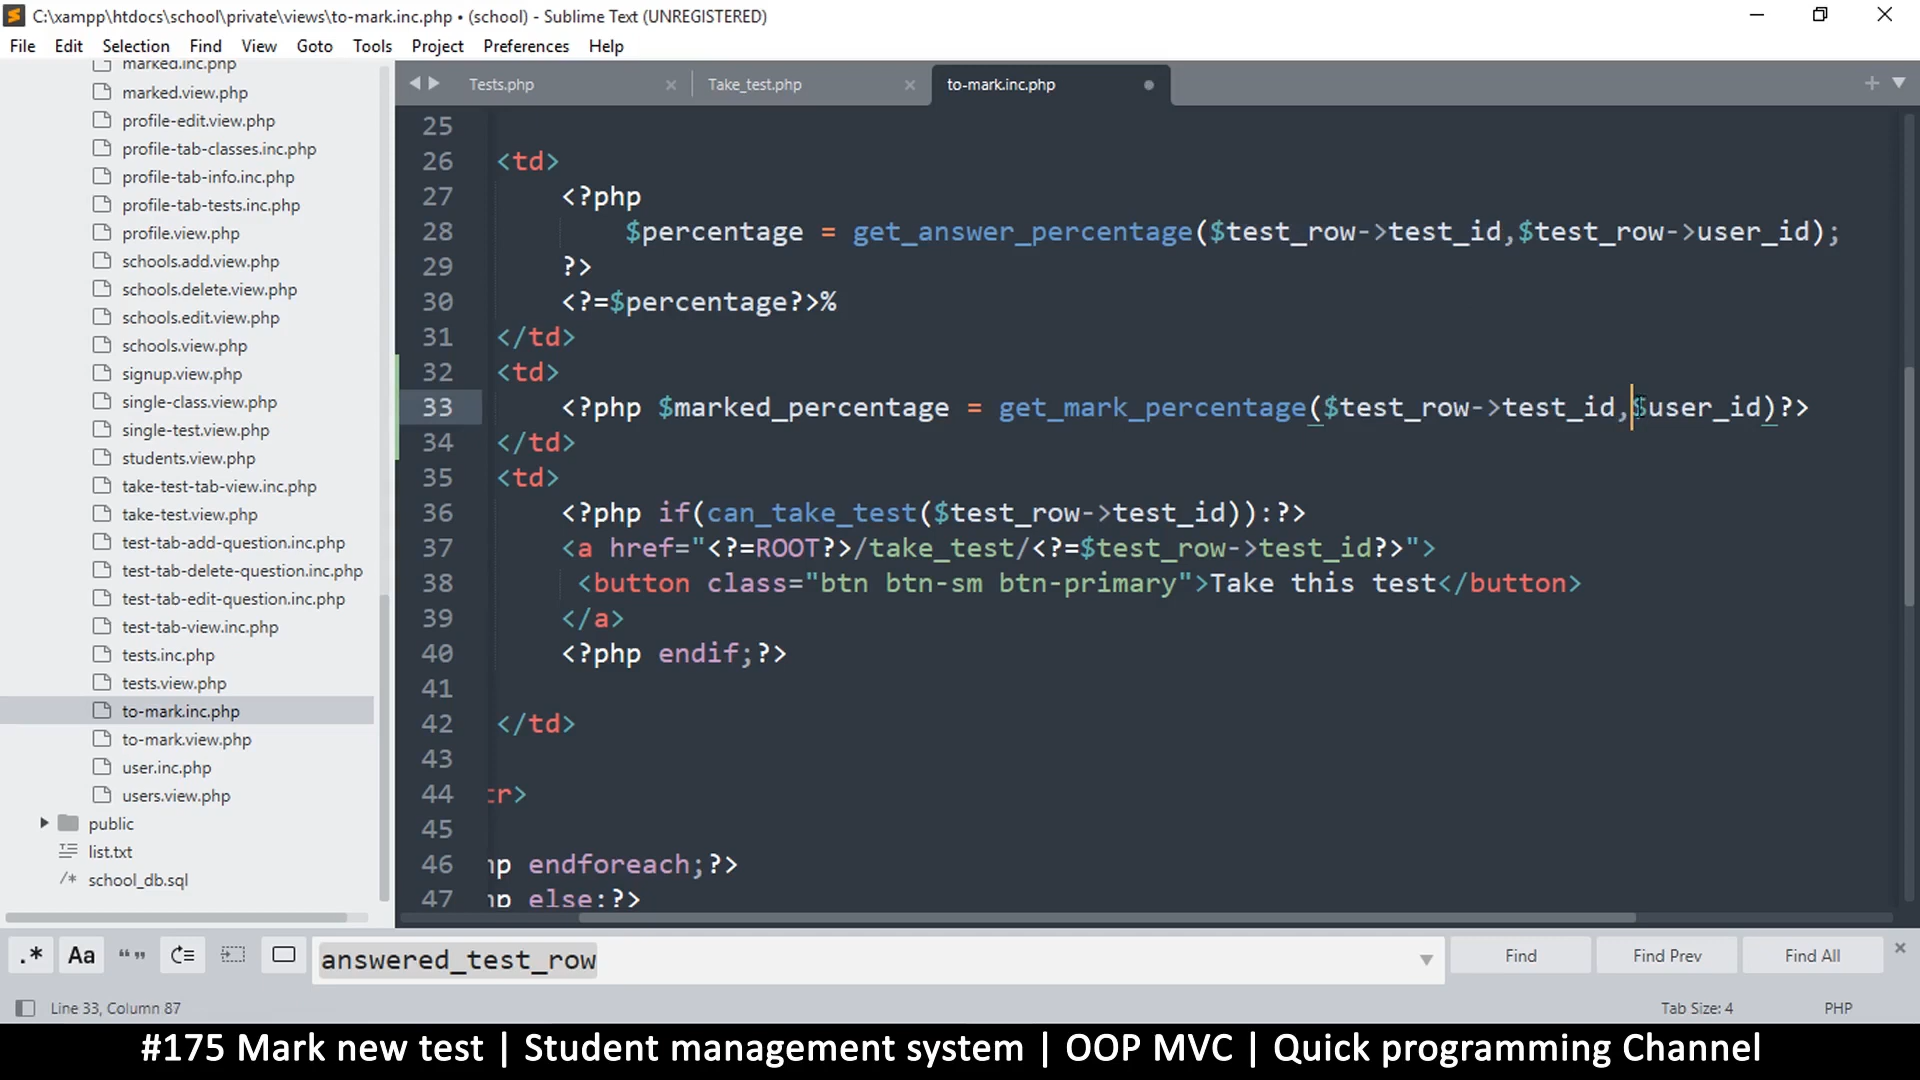 C:\xampp\htdocs\school\private\views\to-mark.inc.php • (school) - Sublime Text (UNREGISTERED)
File Edit Selection Find View Goto Tools Project Preferences Help
marked.inc.php
marked.view.php
profile-edit.view.php
profile-tab-classes.inc.php
profile-tab-info.inc.php
profile-tab-tests.inc.php
profile.view.php
schools.add.view.php
schools.delete.view.php
schools.edit.view.php
schools.view.php
signup.view.php
single-class.view.php
single-test.view.php
students.view.php
take-test-tab-view.inc.php
take-test.view.php
test-tab-add-question.inc.php
test-tab-delete-question.inc.php
test-tab-edit-question.inc.php
test-tab-view.inc.php
tests.inc.php
tests.view.php
to-mark.inc.php
to-mark.view.php
user.inc.php
users.view.php
public
list.txt
school_db.sql
Tests.php Take_test.php to-mark.inc.php
25
26 <td>
27 <?php
28 $percentage = get_answer_percentage($test_row->test_id,$test_row->user_id);
29 ?>
30 <?=$percentage?>%
31 </td>
32 <td>
33 <?php $marked_percentage = get_mark_percentage($test_row->test_id,$user_id)?>
34 </td>
35 <td>
36 <?php if(can_take_test($test_row->test_id)):?>
37 <a href="<?=ROOT?>/take_test/<?=$test_row->test_id?>">
38 <button class="btn btn-sm btn-primary">Take this test</button>
39 </a>
40 <?php endif;?>
41
42 </td>
43
44 tr>
45
46 hp endforeach;?>
47 hp else:?>
.* Aa “” answered_test_row Find Find Prev Find All
Line 33, Column 87 Tab Size: 4 PHP
#175 Mark new test | Student management system | OOP MVC | Quick programming Channel